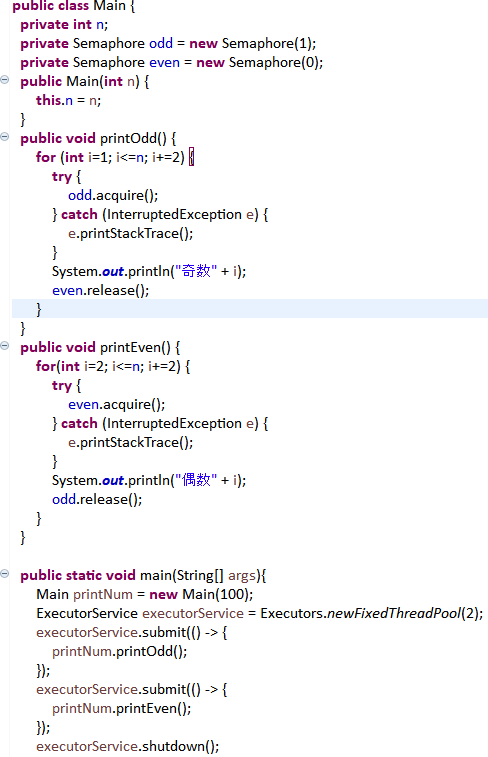 public class Main {
private int n;
private Semaphore odd = new Semaphore(1);
private Semaphore even = new Semaphore(0);
public Main(int n) {
this.n = n;
}
public void printOdd() {
for (int i=1; i<=n; i+=2) {
try {
odd.acquire();
} catch (InterruptedException e) {
e.printStackTrace();
}
System.out.println("奇数" + i);
even.release();
}
}
public void printEven() {
for(int i=2; i<=n; i+=2) {
try {
even.acquire();
} catch (InterruptedException e) {
e.printStackTrace();
}
System.out.println("偶数" + i);
odd.release();
}
}
public static void main(String[] args){
Main printNum = new Main(100);
ExecutorService executorService = Executors.newFixedThreadPool(2);
executorService.submit(() -> {
printNum.printOdd();
});
executorService.submit(() -> {
printNum.printEven();
});
executorService.shutdown();